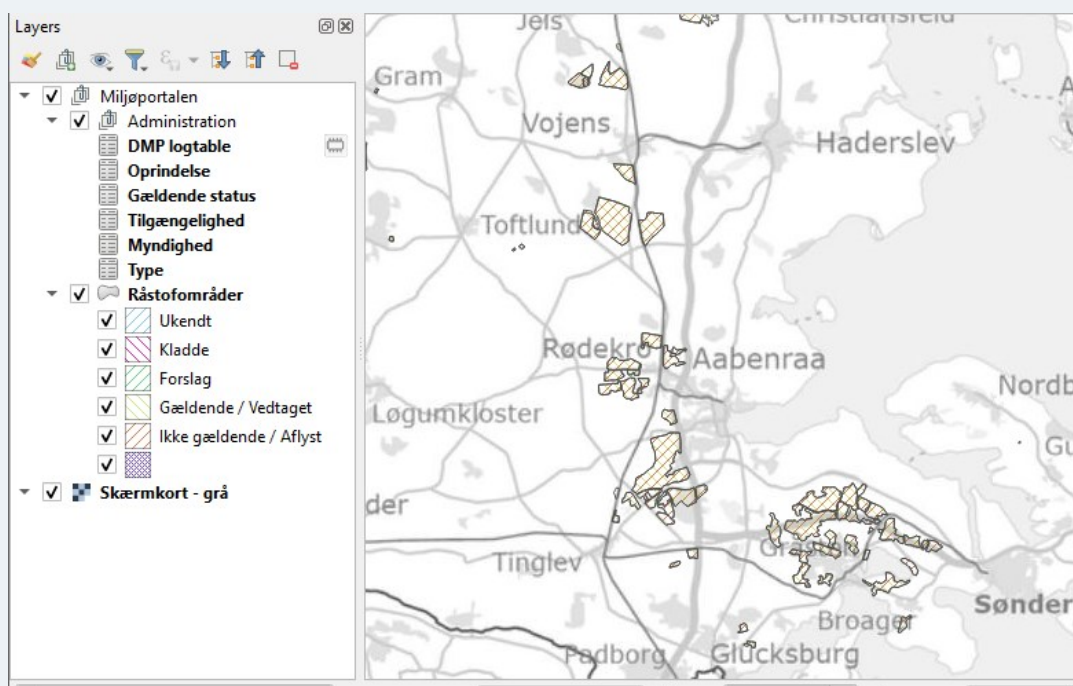 Layers
Miljøportalen
Administration
DMP logtable
Oprindelse
Gældende status
Tilgængelighed
Myndighed
Type
Råstofområder
Ukendt
Kladde
Forslag
Gældende / Vedtaget
Ikke gældende / Aflyst
Skærmkort - grå
Jels
Christiansfeld
Gram
Vojens
Haderslev
Toftlund
Rødekro
Aabenraa
Nordb
Løgumkloster
Gu
der
Tinglev
Sønder
Broager
Padborg
Glücksburg